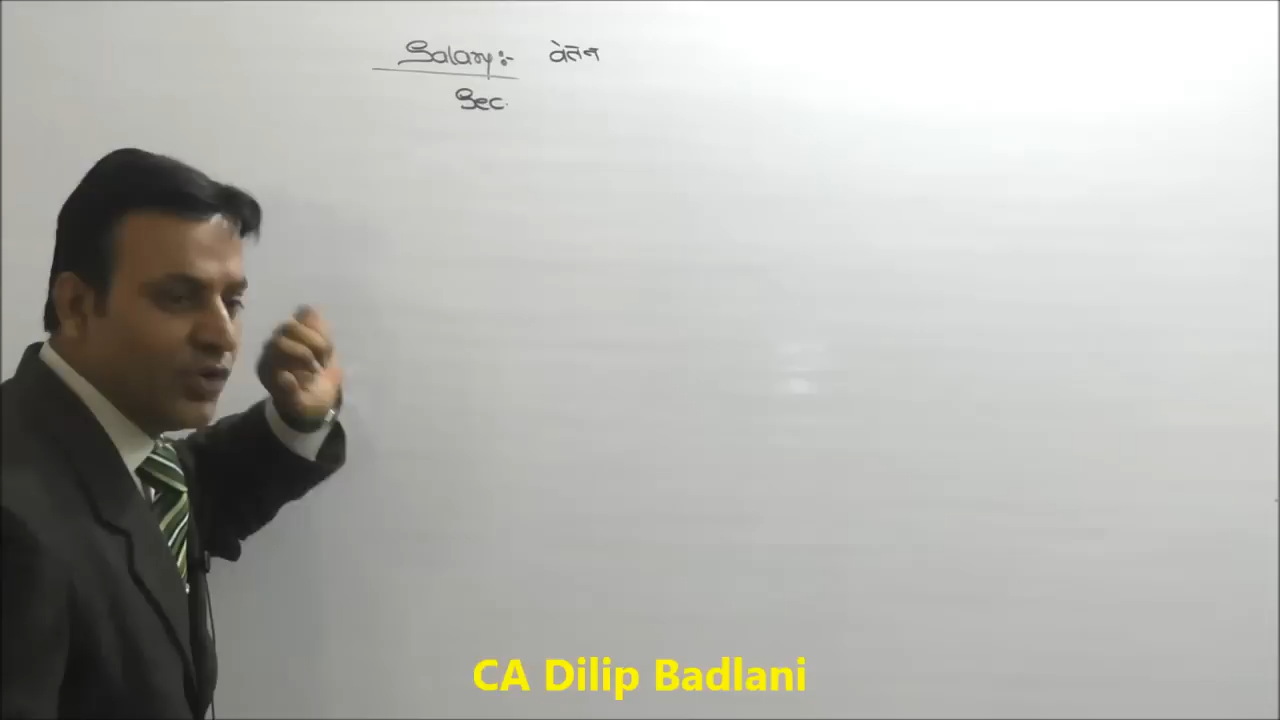 Salary:- वेतन
Sec.
CA Dilip Badlani